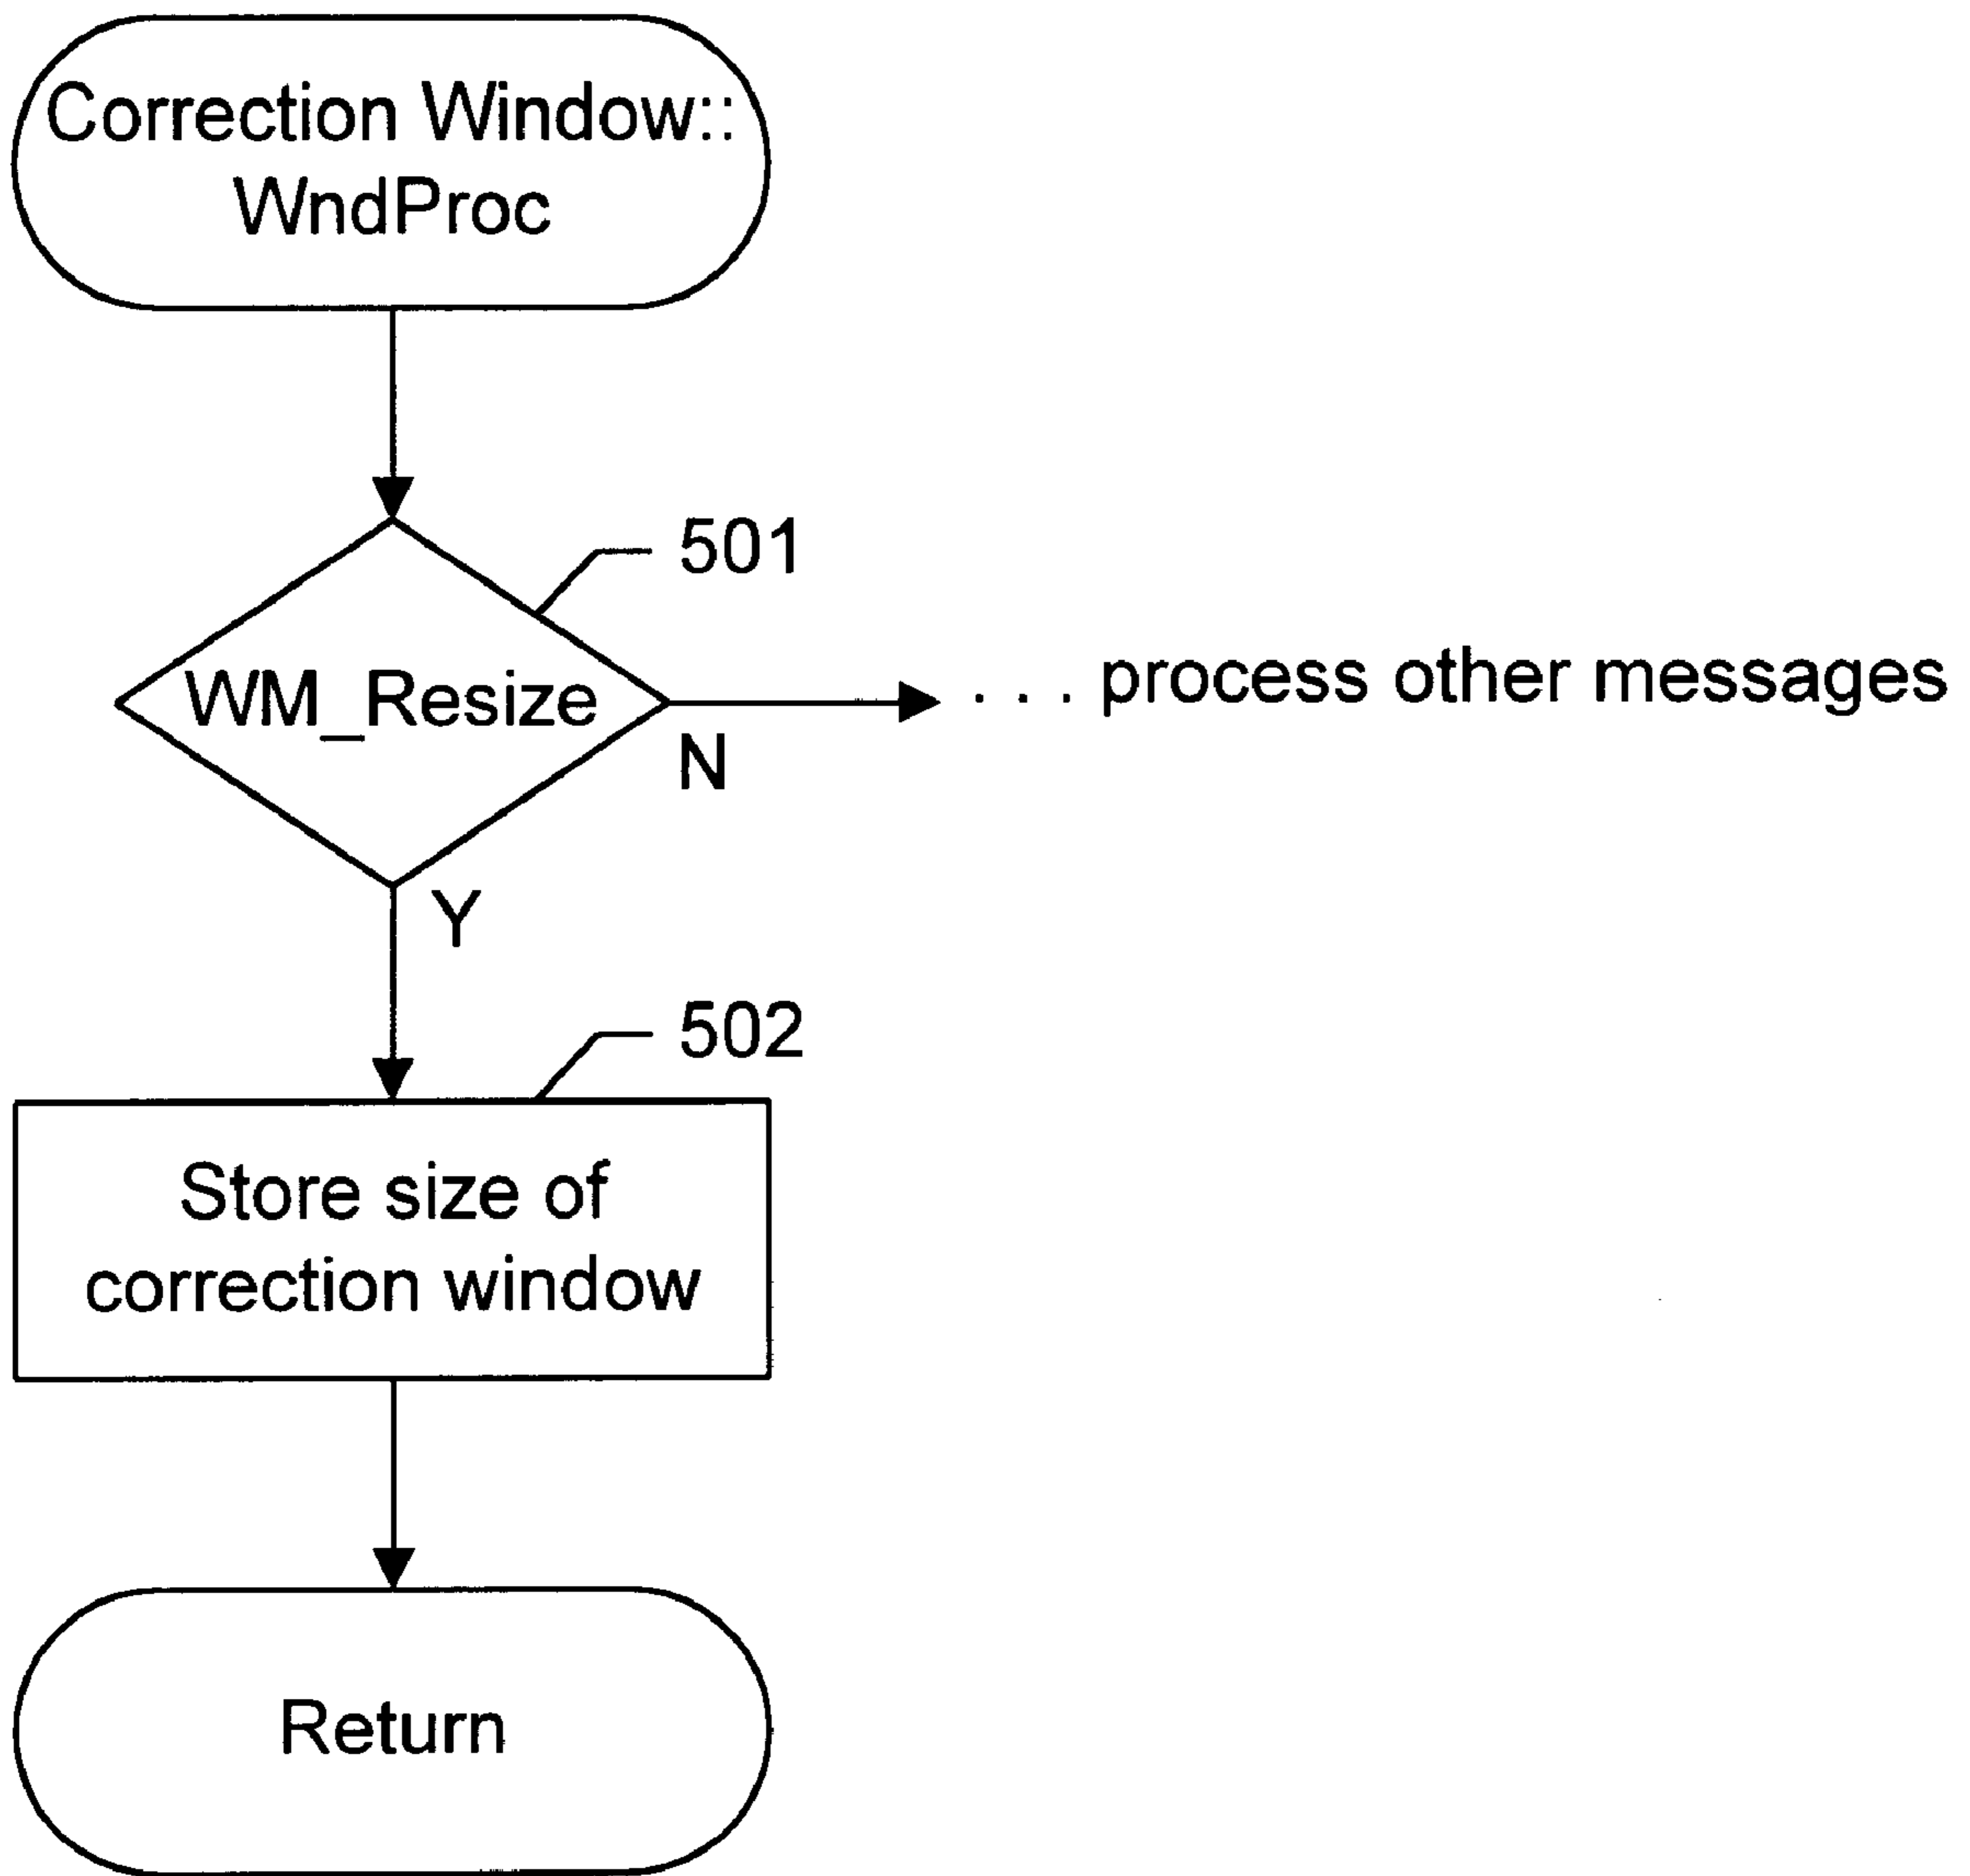 Correction Window::
WndProc
501
WM_Resize
. . . process other messages
N
Y
502
Store size of
correction window
Return